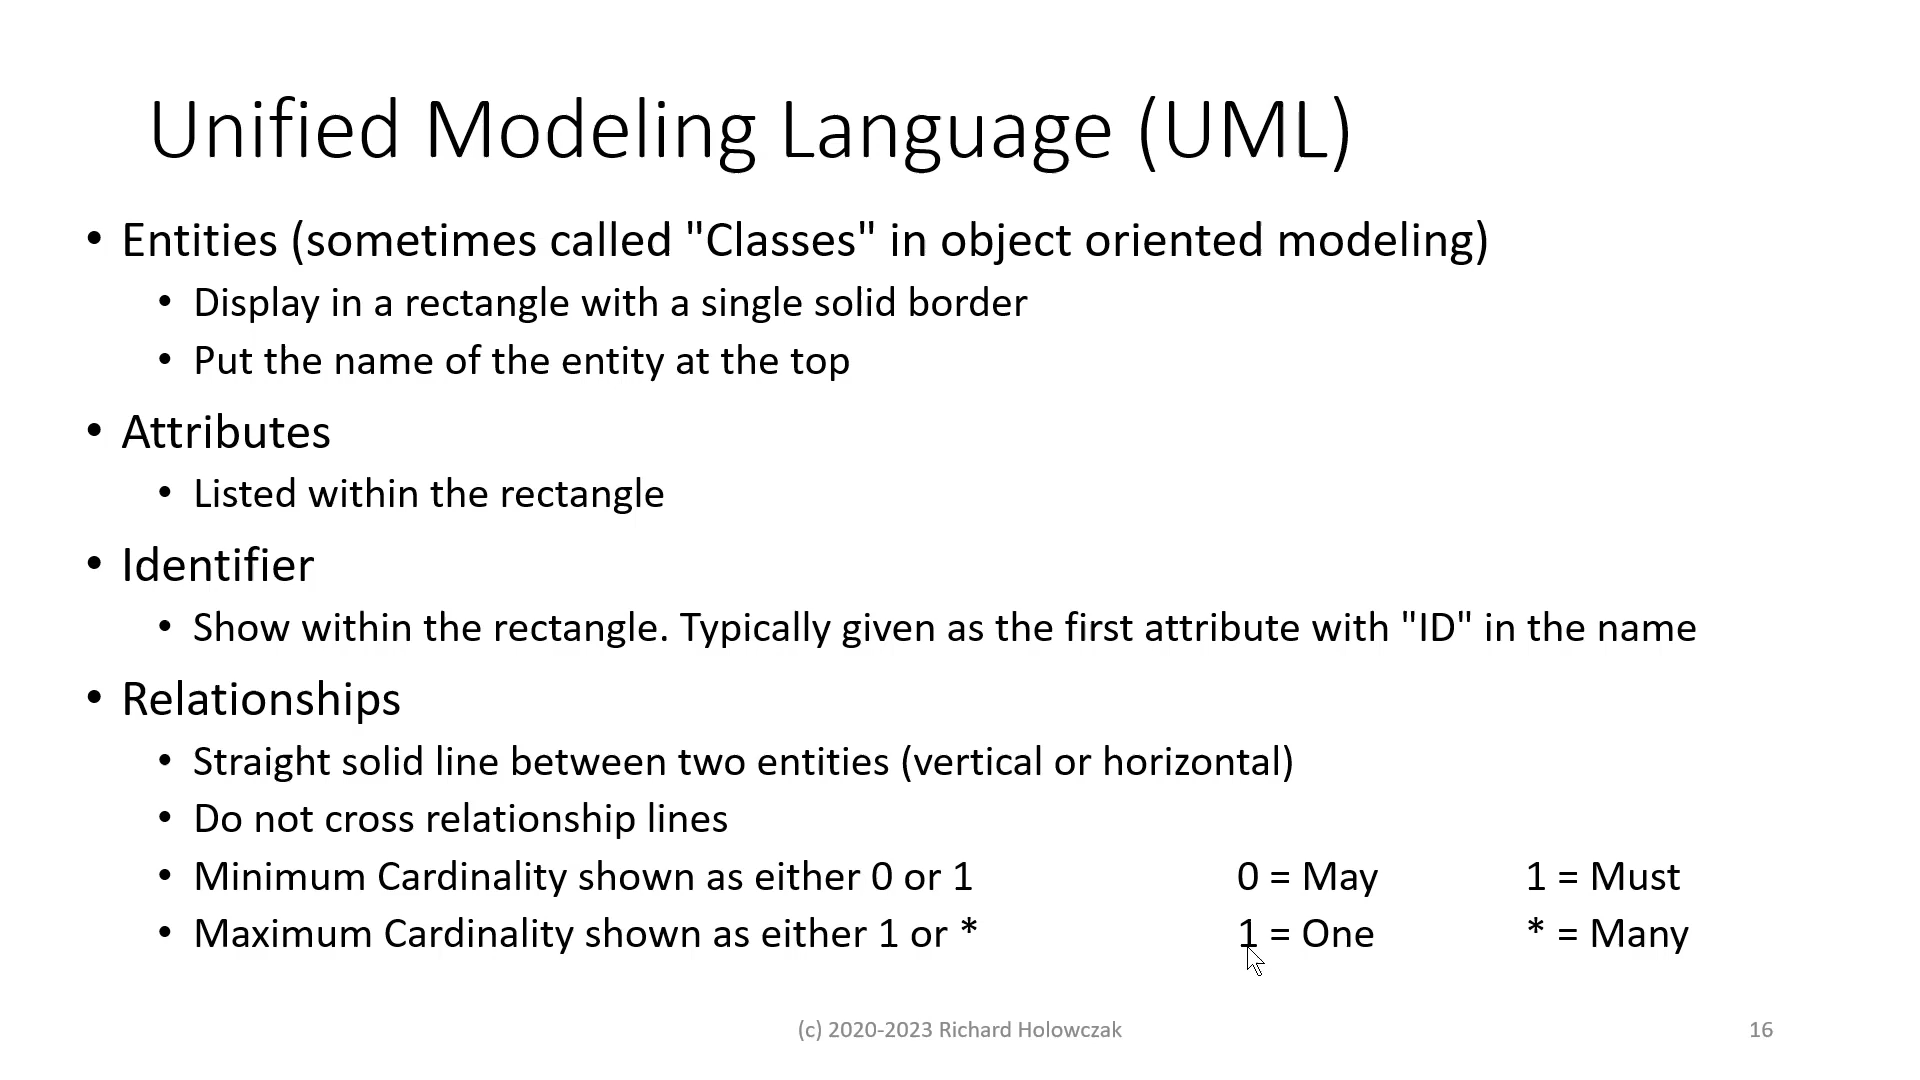 Unified Modeling Language (UML)
• Entities (sometimes called "Classes" in object oriented modeling)
• Display in a rectangle with a single solid border
• Put the name of the entity at the top
• Attributes
• Listed within the rectangle
• Identifier
• Show within the rectangle. Typically given as the first attribute with "ID" in the name
• Relationships
• Straight solid line between two entities (vertical or horizontal)
• Do not cross relationship lines
• Minimum Cardinality shown as either 0 or 1 0 = May 1 = Must
• Maximum Cardinality shown as either 1 or * 1 = One * = Many
(c) 2020-2023 Richard Holowczak 16